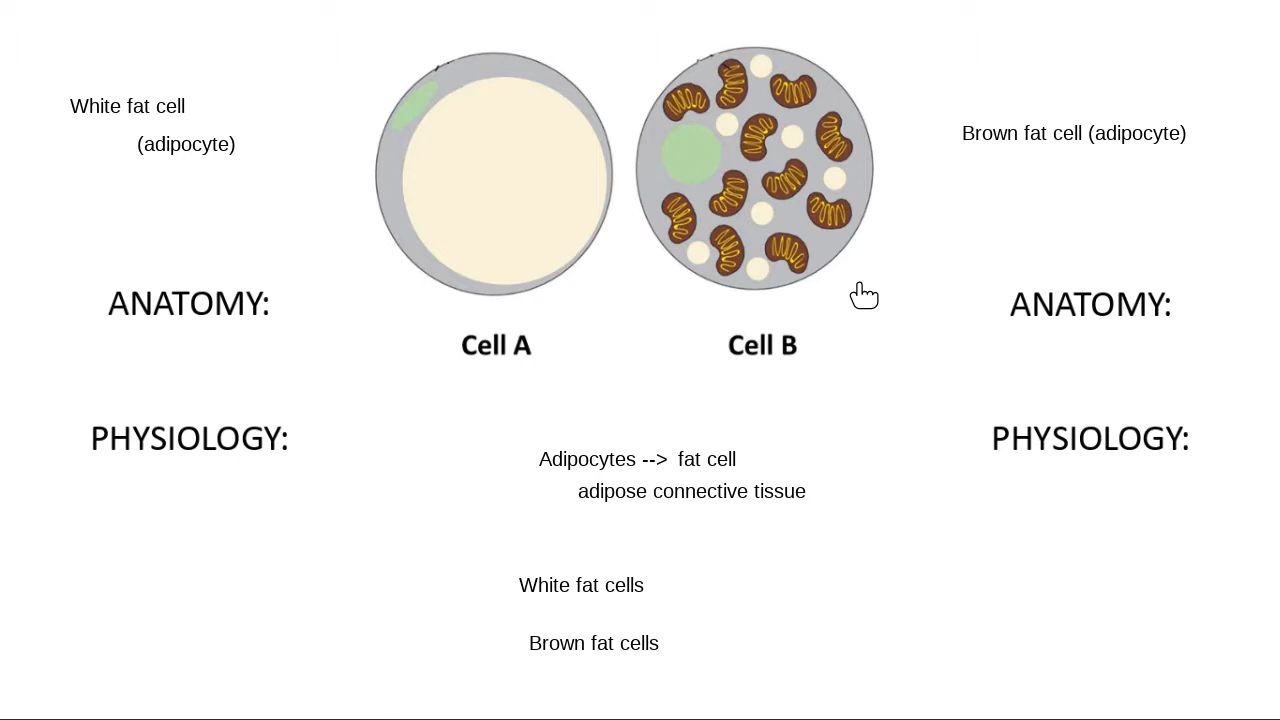 White fat cell
(adipocyte)
Brown fat cell (adipocyte)
ANATOMY:
ANATOMY:
Cell A
Cell B
PHYSIOLOGY:
PHYSIOLOGY:
Adipocytes --> fat cell
adipose connective tissue
White fat cells
Brown fat cells